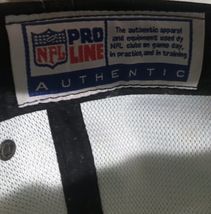 NFL
PRO
LINE
The authentic apparel
and equipment used by
NFL clubs on game day,
in practice, and in training
AUTHENTIC